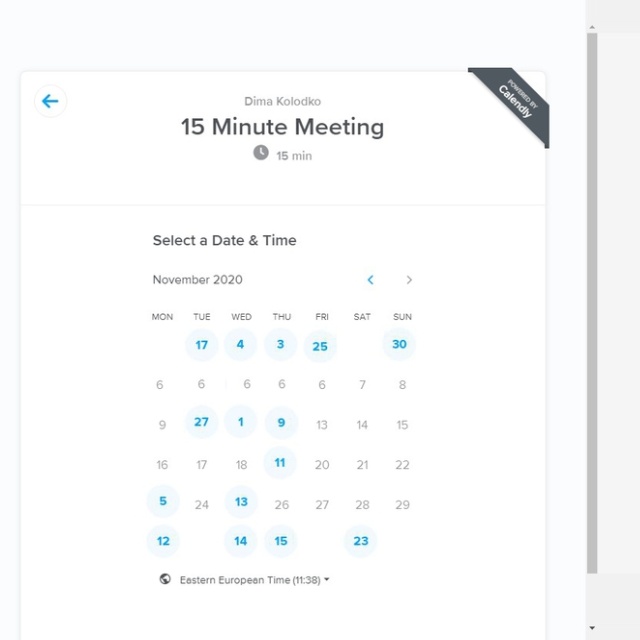 POWERED BY
Calendly
Dima Kolodko
15 Minute Meeting
15 min
Select a Date & Time
November 2020
MON TUE WED THU FRI SAT SUN
17 4 3 25 30
6 6 6 6 6 7 8
9 27 1 9 13 14 15
16 17 18 11 20 21 22
5 24 13 26 27 28 29
12 14 15 23
Eastern European Time (11:38)